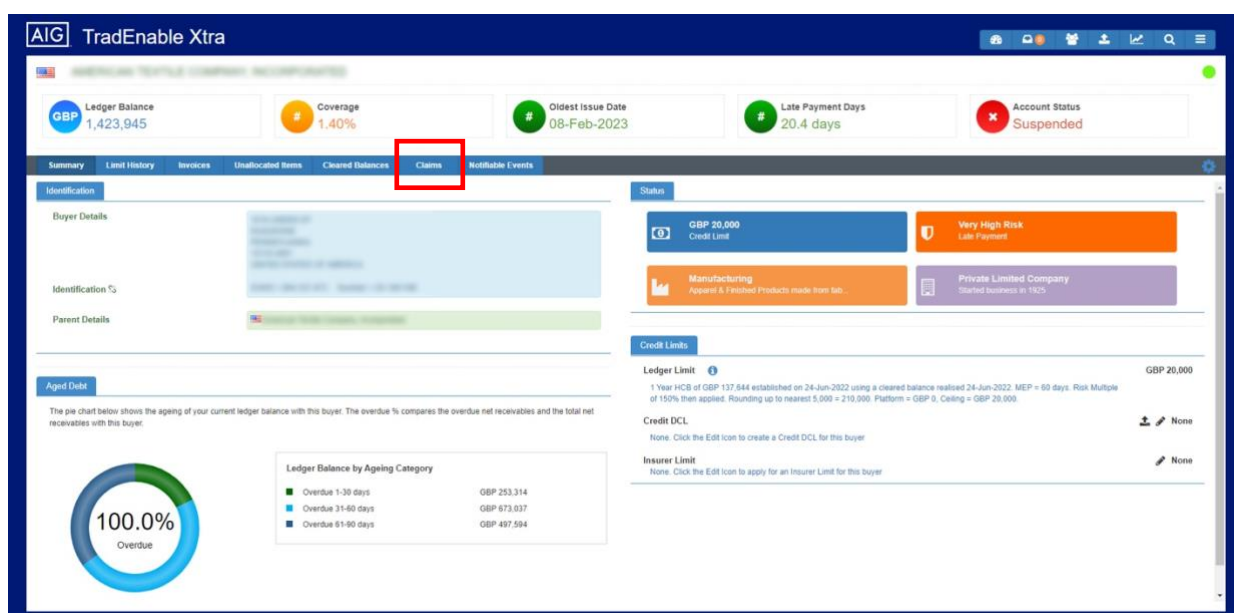 AIG TradEnable Xtra
AMERICAN TEXTILE COMPANY, INCORPORATED
GBP
Ledger Balance
1,423,945
#
Coverage
1.40%
#
Oldest Issue Date
08-Feb-2023
#
Late Payment Days
20.4 days
Account Status
Suspended
Summary Limit History Invoices Unallocated Items Cleared Balances Claims Notifiable Events
Identification
Buyer Details
Identification
Parent Details
Aged Debt
The pie chart below shows the ageing of your current ledger balance with this buyer. The overdue % compares the overdue net receivables and the total net
receivables with this buyer.
100.0%
Overdue
Ledger Balance by Ageing Category
Overdue 1-30 days GBP 253,314
Overdue 31-60 days GBP 673,037
Overdue 61-90 days GBP 497,594
Status
GBP 20,000
Credit Limit
Very High Risk
Late Payment
Manufacturing
Apparel & Finished Products made from fab...
Private Limited Company
Started business in 1925
Credit Limits
Ledger Limit GBP 20,000
1 Year HCB of GBP 137,644 established on 24-Jun-2022 using a cleared balance realised 24-Jun-2022. MEP = 60 days. Risk Multiple
of 150% then applied. Rounding up to nearest 5,000 = 210,000. Platform = GBP 0, Ceiling = GBP 20,000.
Credit DCL None
None. Click the Edit Icon to create a Credit DCL for this buyer
Insurer Limit None
None. Click the Edit Icon to apply for an Insurer Limit for this buyer